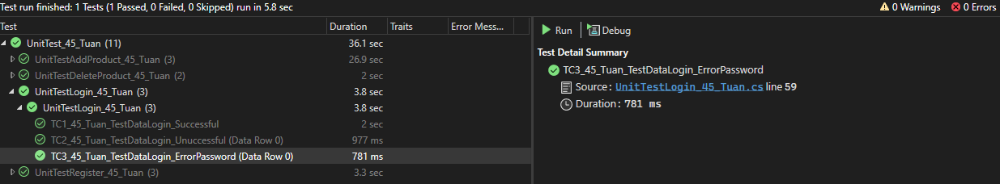 Test run finished: 1 Tests (1 Passed, 0 Failed, 0 Skipped) run in 5.8 sec
0 Warnings 0 Errors
Test Duration Traits Error Mess...
UnitTest_45_Tuan (11) 36.1 sec
UnitTestAddProduct_45_Tuan (3) 26.9 sec
UnitTestDeleteProduct_45_Tuan (2) 2 sec
UnitTestLogin_45_Tuan (3) 3.8 sec
UnitTestLogin_45_Tuan (3) 3.8 sec
TC1_45_Tuan_TestDataLogin_Successful 2 sec
TC2_45_Tuan_TestDataLogin_Unuccessful (Data Row 0) 977 ms
TC3_45_Tuan_TestDataLogin_ErrorPassword (Data Row 0) 781 ms
UnitTestRegister_45_Tuan (3) 3.3 sec
Run Debug
Test Detail Summary
TC3_45_Tuan_TestDataLogin_ErrorPassword
Source: UnitTestLogin_45_Tuan.cs line 59
Duration: 781 ms